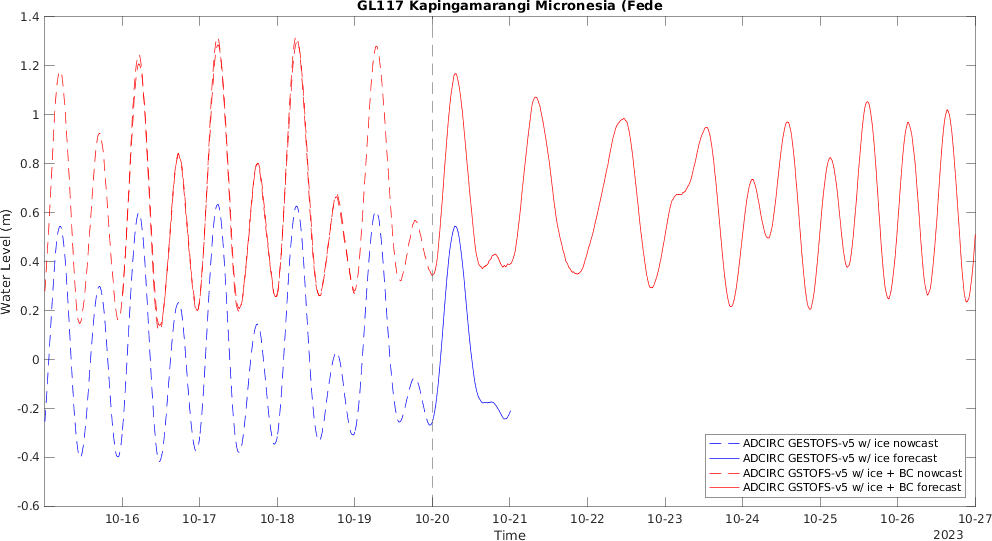 GL117 Kapingamarangi Micronesia (Fede
1.4
1.2
1
0.8
0.6
0.4
0.2
0
-0.2
-0.4
-0.6
Water Level (m)
ADCIRC GESTOFS-v5 w/ ice nowcast
ADCIRC GESTOFS-v5 w/ ice forecast
ADCIRC GSTOFS-v5 w/ ice + BC nowcast
ADCIRC GSTOFS-v5 w/ ice + BC forecast
10-16 10-17 10-18 10-19 10-20 10-21 10-22 10-23 10-24 10-25 10-26 10-27
Time
2023